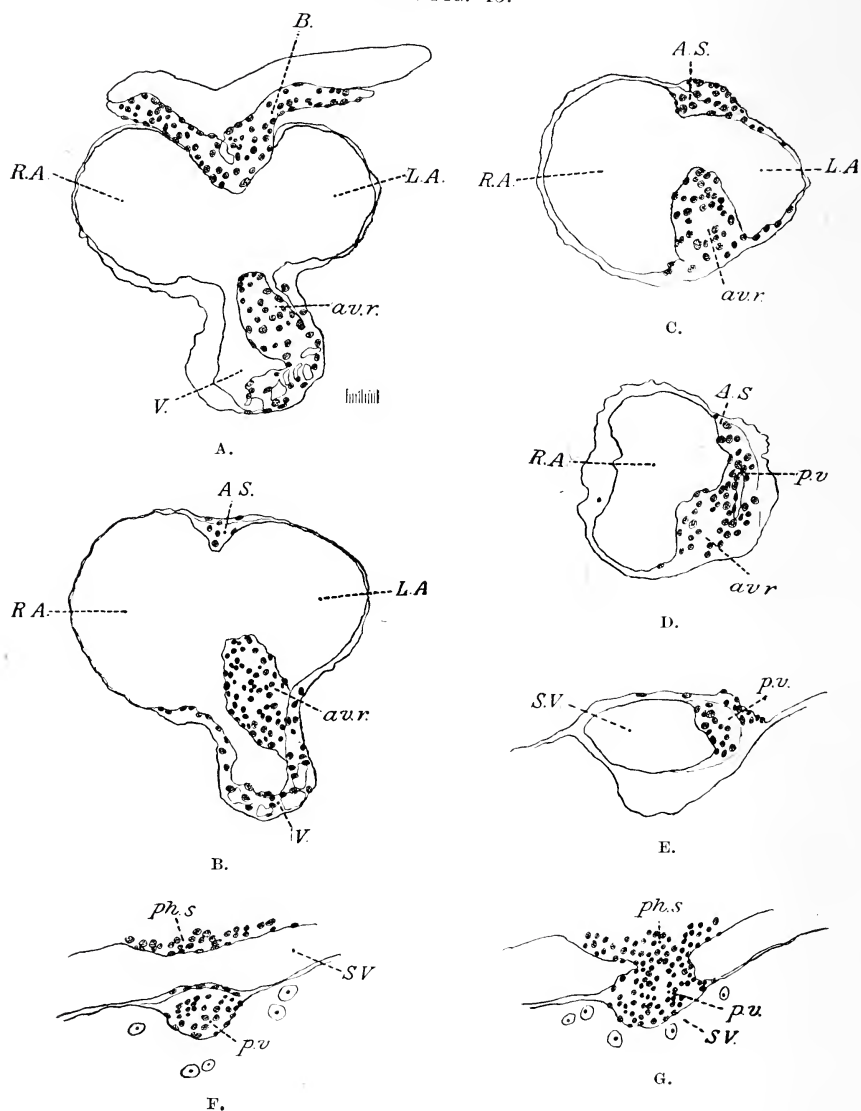 B.
R.A.
L.A.
av.r.
V.
A.
A.S.
R.A.
L.A
av.r.
C.
A.S.
R A.
L.A
av.r.
V.
B.
A.S
R.A
p.v
av r
D.
S.V.
p.v.
E.
ph.s
S V
p.v
F.
ph.s
p.v.
S V.
G.